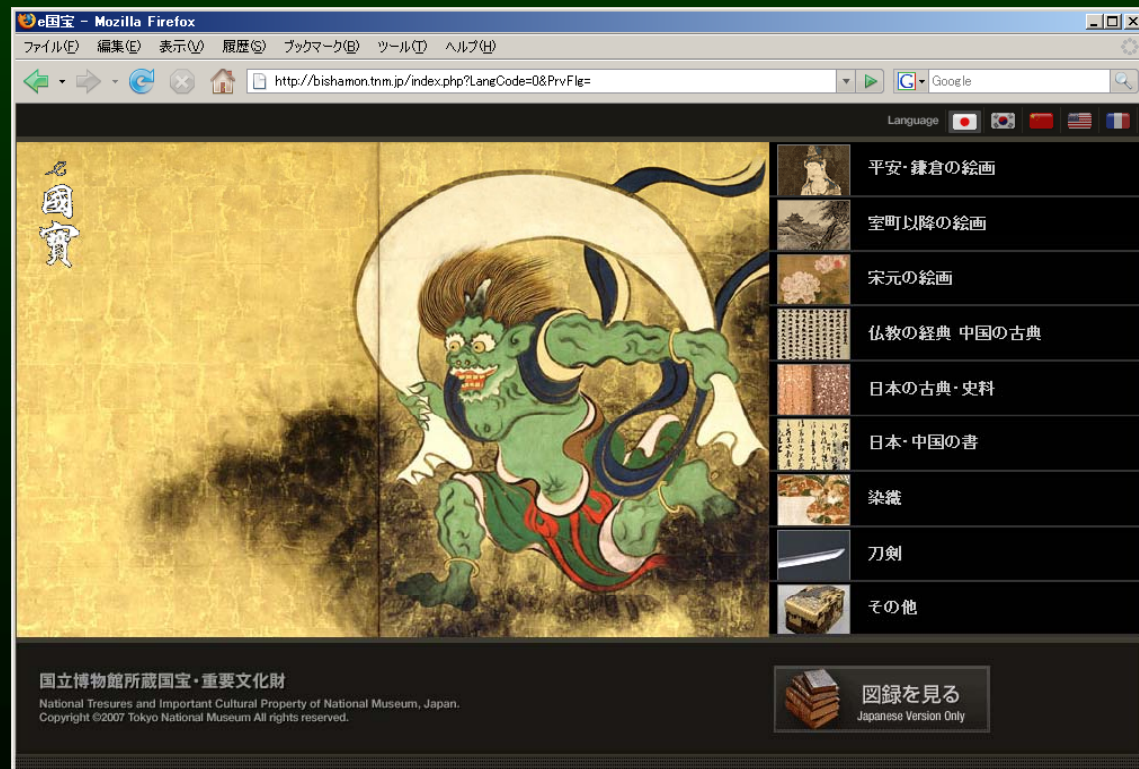 e国宝 - Mozilla Firefox
ファイル(F) 編集(E) 表示(V) 履歴(S) ブックマーク(B) ツール(T) ヘルプ(H)
http://bishamon.tnm.jp/index.php?LangCode=0&PrvFlg=
G Google
Language
e
國
寳
平安・鎌倉の絵画
室町以降の絵画
宋元の絵画
仏教の経典 中国の古典
日本の古典・史料
日本・中国の書
染織
刀剣
その他
国立博物館所蔵国宝・重要文化財
National Tresures and Important Cultural Property of National Museum, Japan.
Copyright ©2007 Tokyo National Museum All rights reserved.
図録を見る
Japanese Version Only